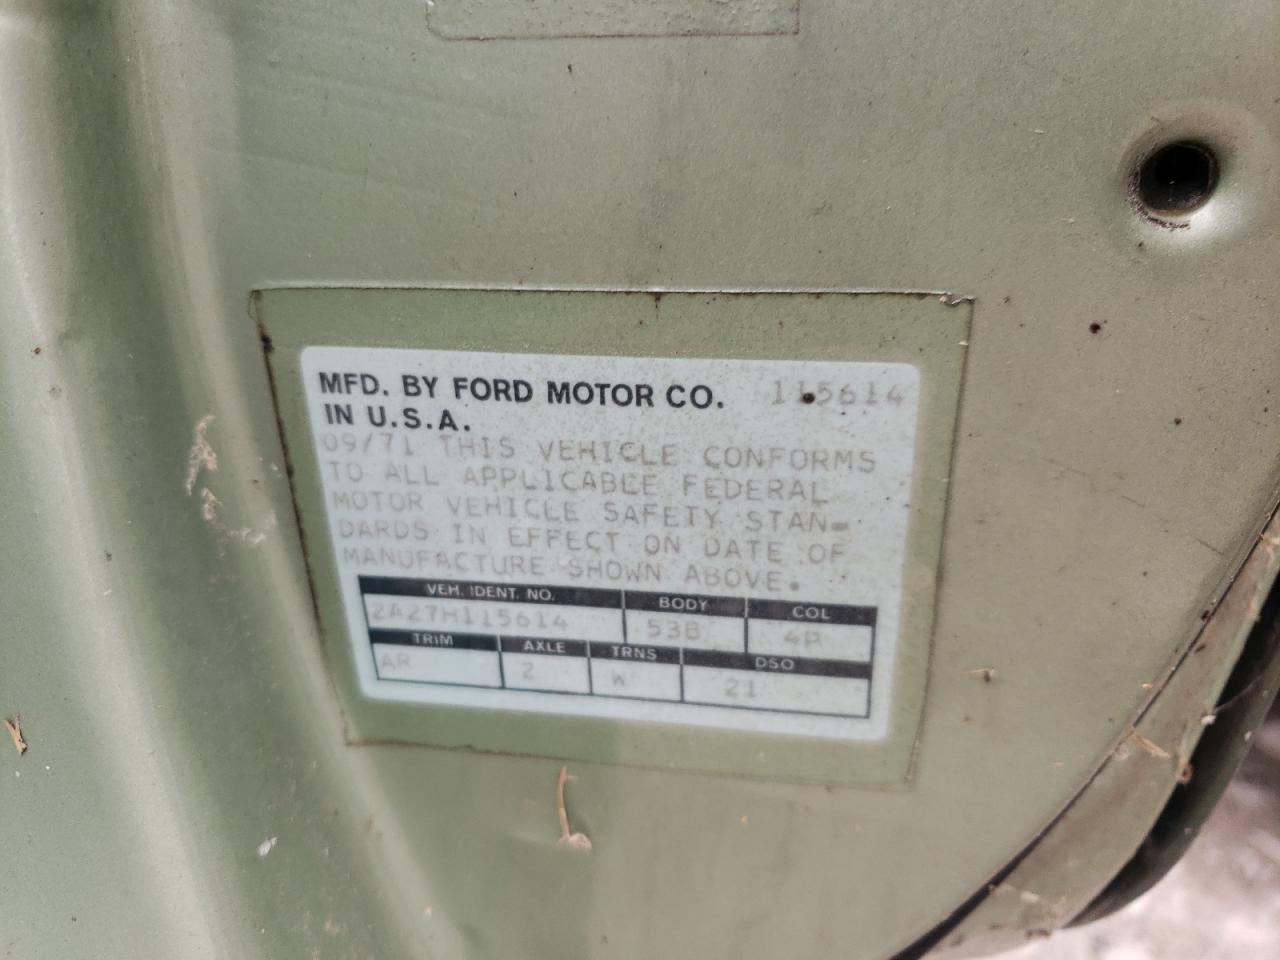 MFD. BY FORD MOTOR CO. 115614
IN U.S.A.
09/71 THIS VEHICLE CONFORMS
TO ALL APPLICABLE FEDERAL
MOTOR VEHICLE SAFETY STAN-
DARDS IN EFFECT ON DATE OF
MANUFACTURE SHOWN ABOVE.
VEH. IDENT. NO. BODY COL
2A27H115614 53B 4P
TRIM AXLE TRNS DSO
AR 2 W 21